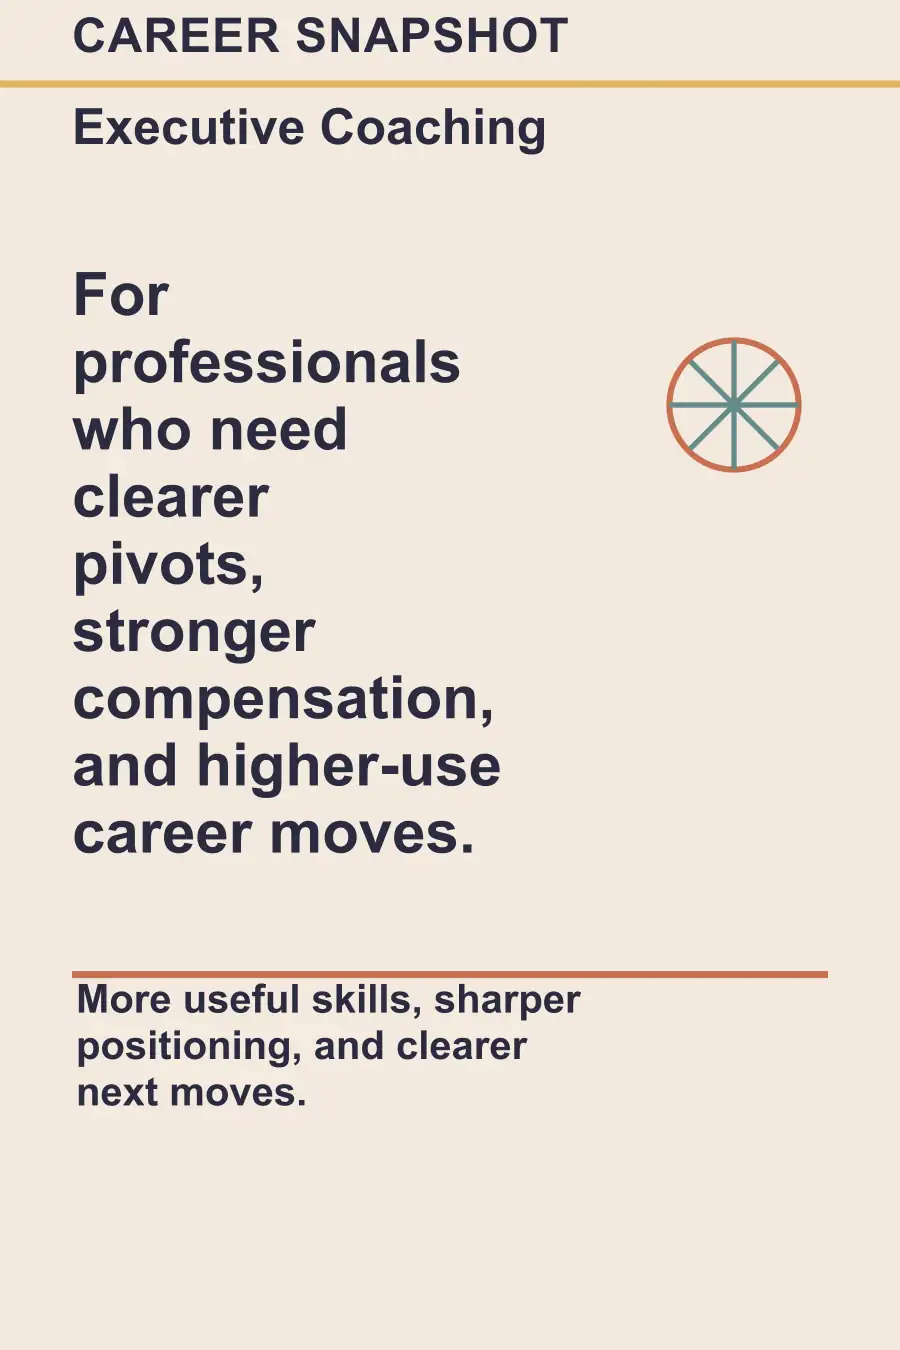 CAREER SNAPSHOT
Executive Coaching
For
professionals
who need
clearer
pivots,
stronger
compensation,
and higher-use
career moves.
More useful skills, sharper
positioning, and clearer
next moves.